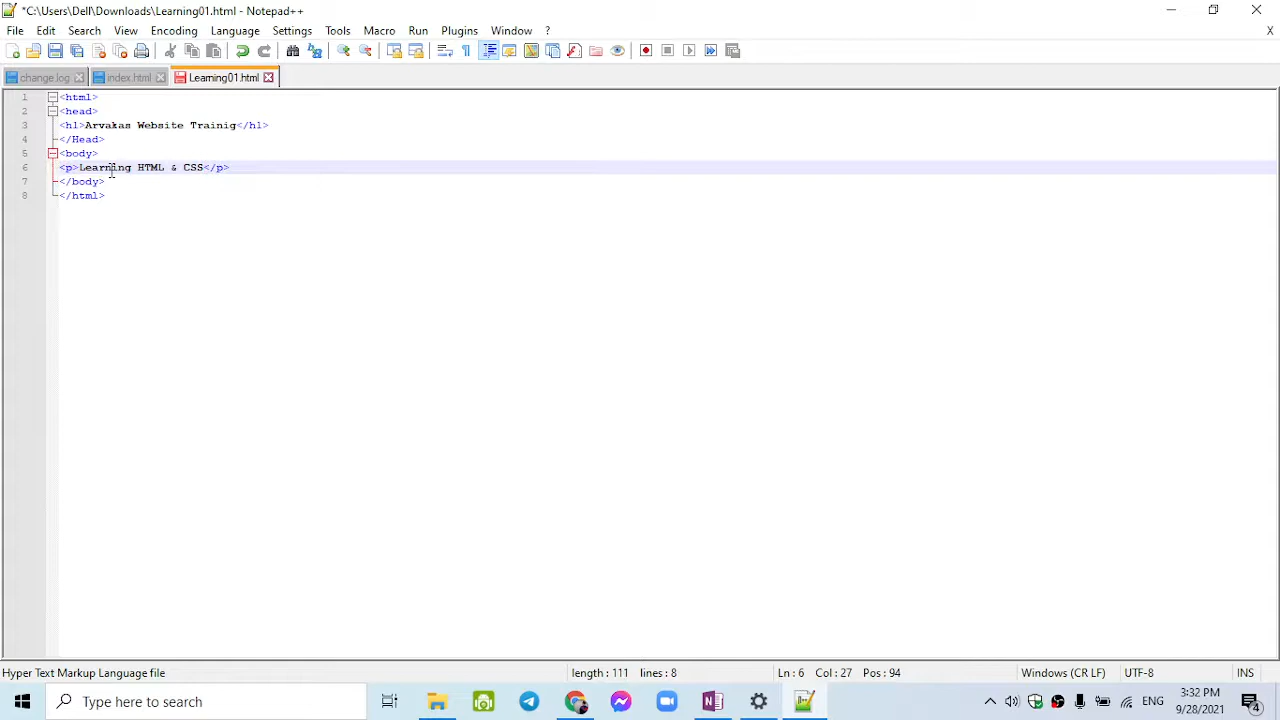 *C:\Users\Dell\Downloads\Learning01.html - Notepad++
File Edit Search View Encoding Language Settings Tools Macro Run Plugins Window ? X
change.log index.html Learning01.html
1 <html>
2 <head>
3 <h1>Arvakas Website Trainig</h1>
4 </Head>
5 <body>
6 <p>Learning HTML & CSS</p>
7 </body>
8 </html>
Hyper Text Markup Language file length : 111 lines : 8 Ln : 6 Col : 27 Pos : 94 Windows (CR LF) UTF-8 INS
Type here to search ENG 3:32 PM
9/28/2021 4